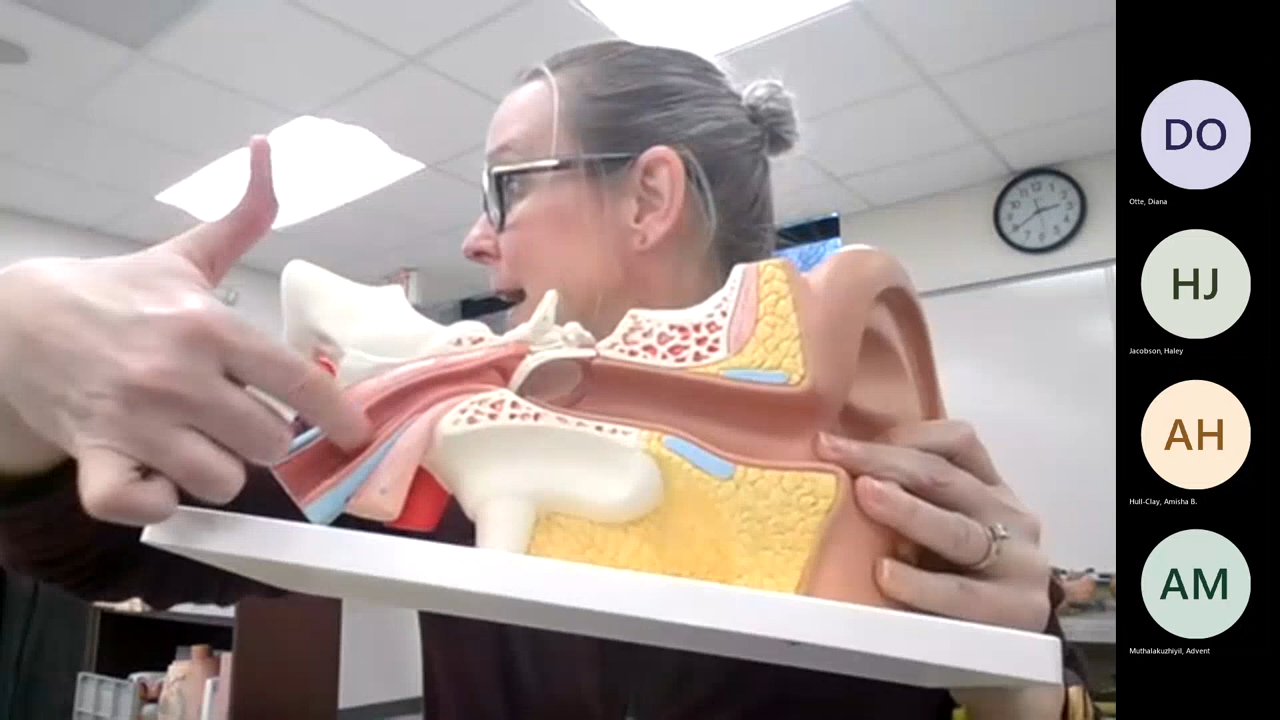 DO
Otte, Diana
HJ
Jacobson, Haley
AH
Hull-Clay, Amisha B.
AM
Muthalakuzhiyil, Advent